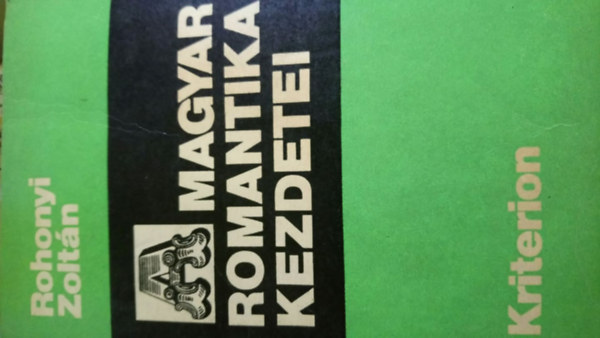 Rohonyi
Zoltán
A MAGYAR
ROMANTIKA
KEZDETEI
Kriterion